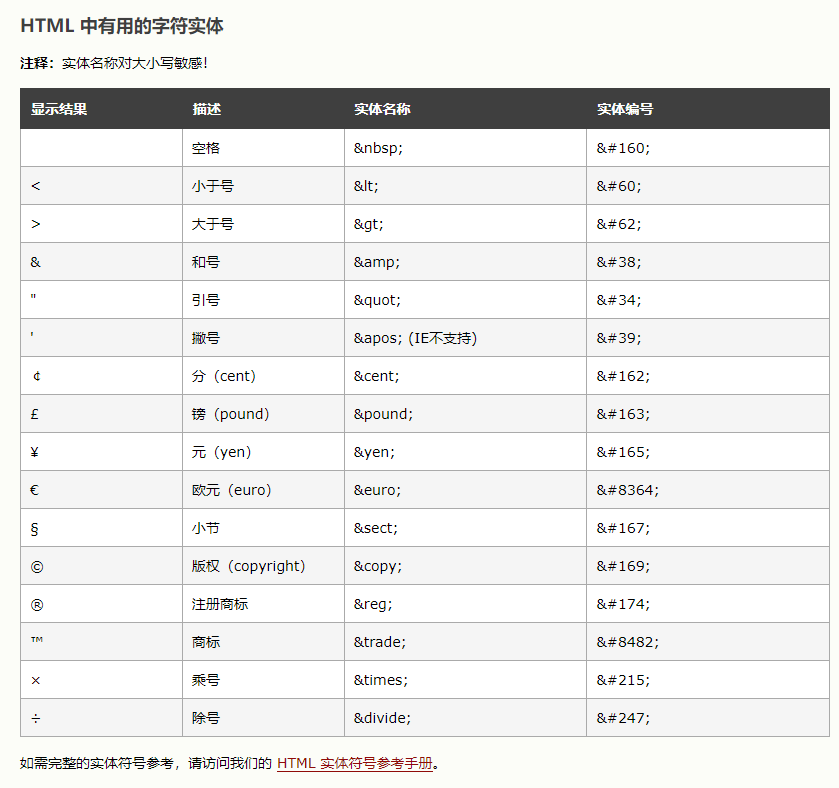 HTML 中有用的字符实体
注释：实体名称对大小写敏感！
显示结果 描述 实体名称 实体编号
空格 &nbsp; &#160;
< 小于号 &lt; &#60;
> 大于号 &gt; &#62;
& 和号 &amp; &#38;
" 引号 &quot; &#34;
' 撇号 &apos; (IE不支持) &#39;
¢ 分（cent） &cent; &#162;
£ 镑（pound） &pound; &#163;
¥ 元（yen） &yen; &#165;
€ 欧元（euro） &euro; &#8364;
§ 小节 &sect; &#167;
© 版权（copyright） &copy; &#169;
® 注册商标 &reg; &#174;
™ 商标 &trade; &#8482;
× 乘号 &times; &#215;
÷ 除号 &divide; &#247;
如需完整的实体符号参考，请访问我们的 HTML 实体符号参考手册。